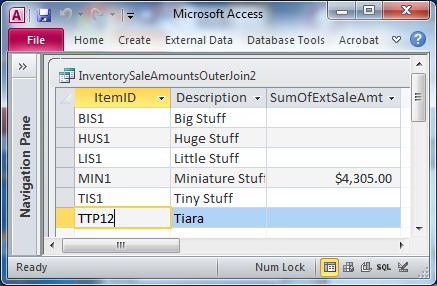 A Microsoft Access
File Home Create External Data Database Tools Acrobat
»
Navigation Pane
InventorySaleAmountsOuterJoin2
ItemID Description SumOfExtSaleAmt
BIS1 Big Stuff
HUS1 Huge Stuff
LIS1 Little Stuff
MIN1 Miniature Stuff $4,305.00
TIS1 Tiny Stuff
TTP12 Tiara
Ready Num Lock SQL